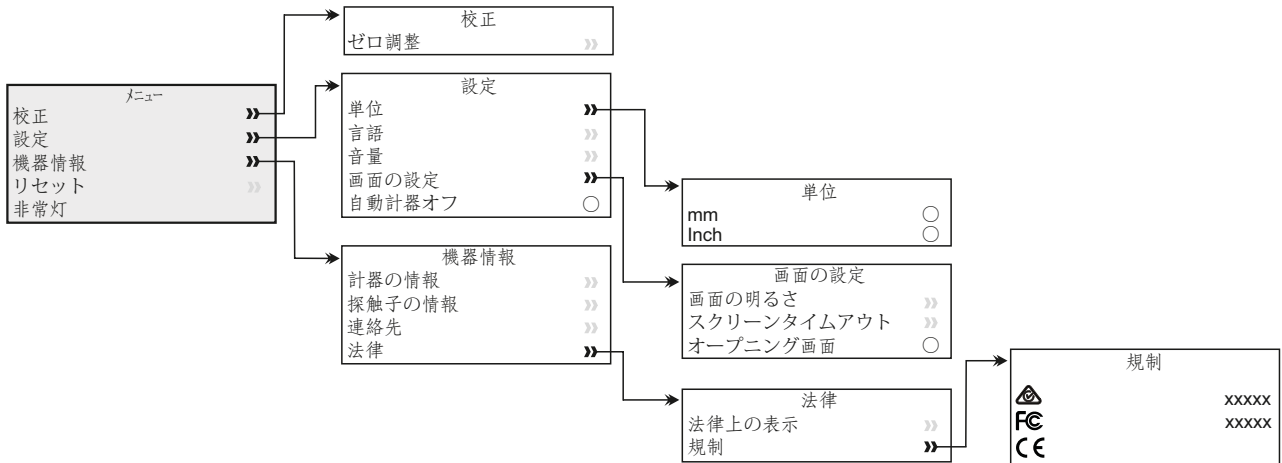 校正
ゼロ調整 »
メニュー
校正 »
設定 »
機器情報 »
リセット »
非常灯
設定
単位 »
言語 »
音量 »
画面の設定 »
自動計器オフ
機器情報
計器の情報 »
探触子の情報 »
連絡先 »
法律 »
単位
mm
Inch
画面の設定
画面の明るさ »
スクリーンタイムアウト »
オープニング画面
法律
法律上の表示 »
規制 »
規制
xxxxx
FC xxxxx
CE